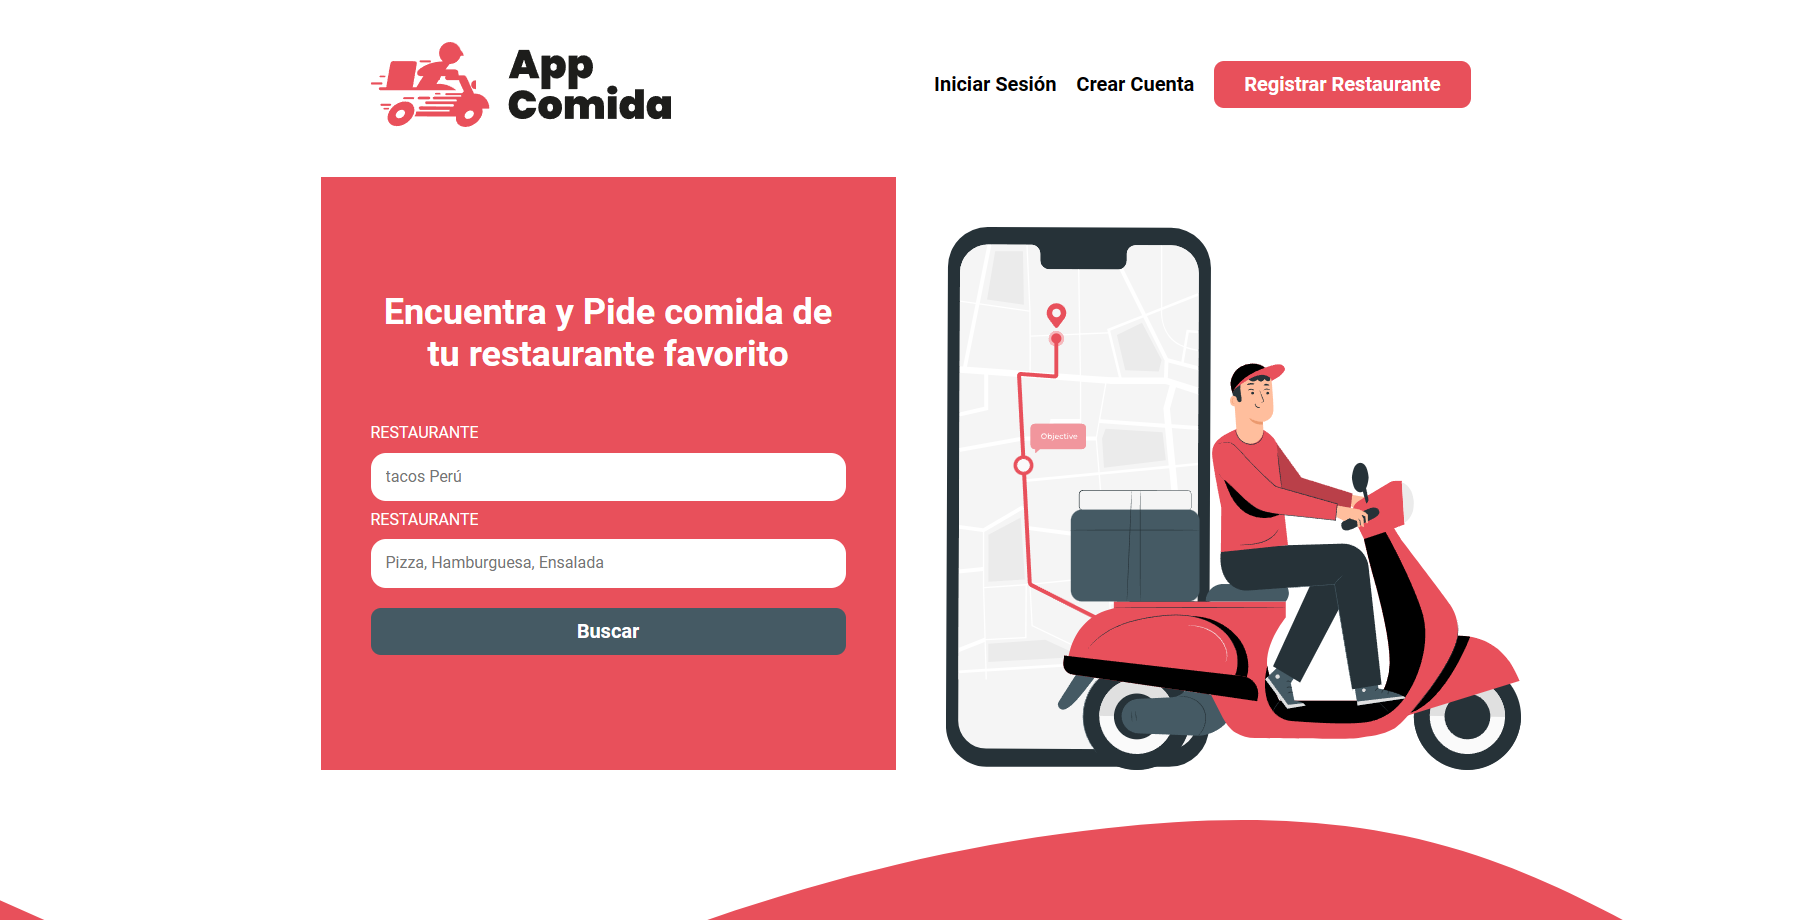 App
Comida
Iniciar Sesión
Crear Cuenta
Registrar Restaurante
Encuentra y Pide comida de
tu restaurante favorito
RESTAURANTE
tacos Perú
RESTAURANTE
Pizza, Hamburguesa, Ensalada
Buscar
Objective